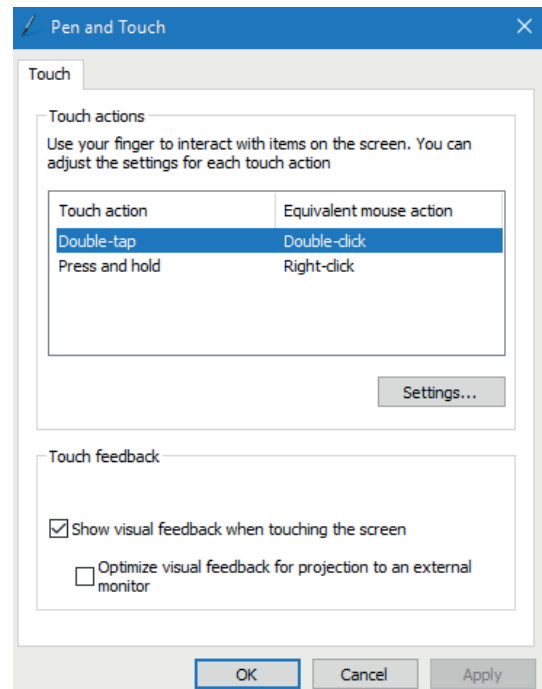 Pen and Touch
Touch
Touch actions
Use your finger to interact with items on the screen. You can
adjust the settings for each touch action
Touch action Equivalent mouse action
Double-tap Double-click
Press and hold Right-click
Settings...
Touch feedback
Show visual feedback when touching the screen
Optimize visual feedback for projection to an external
monitor
OK Cancel Apply